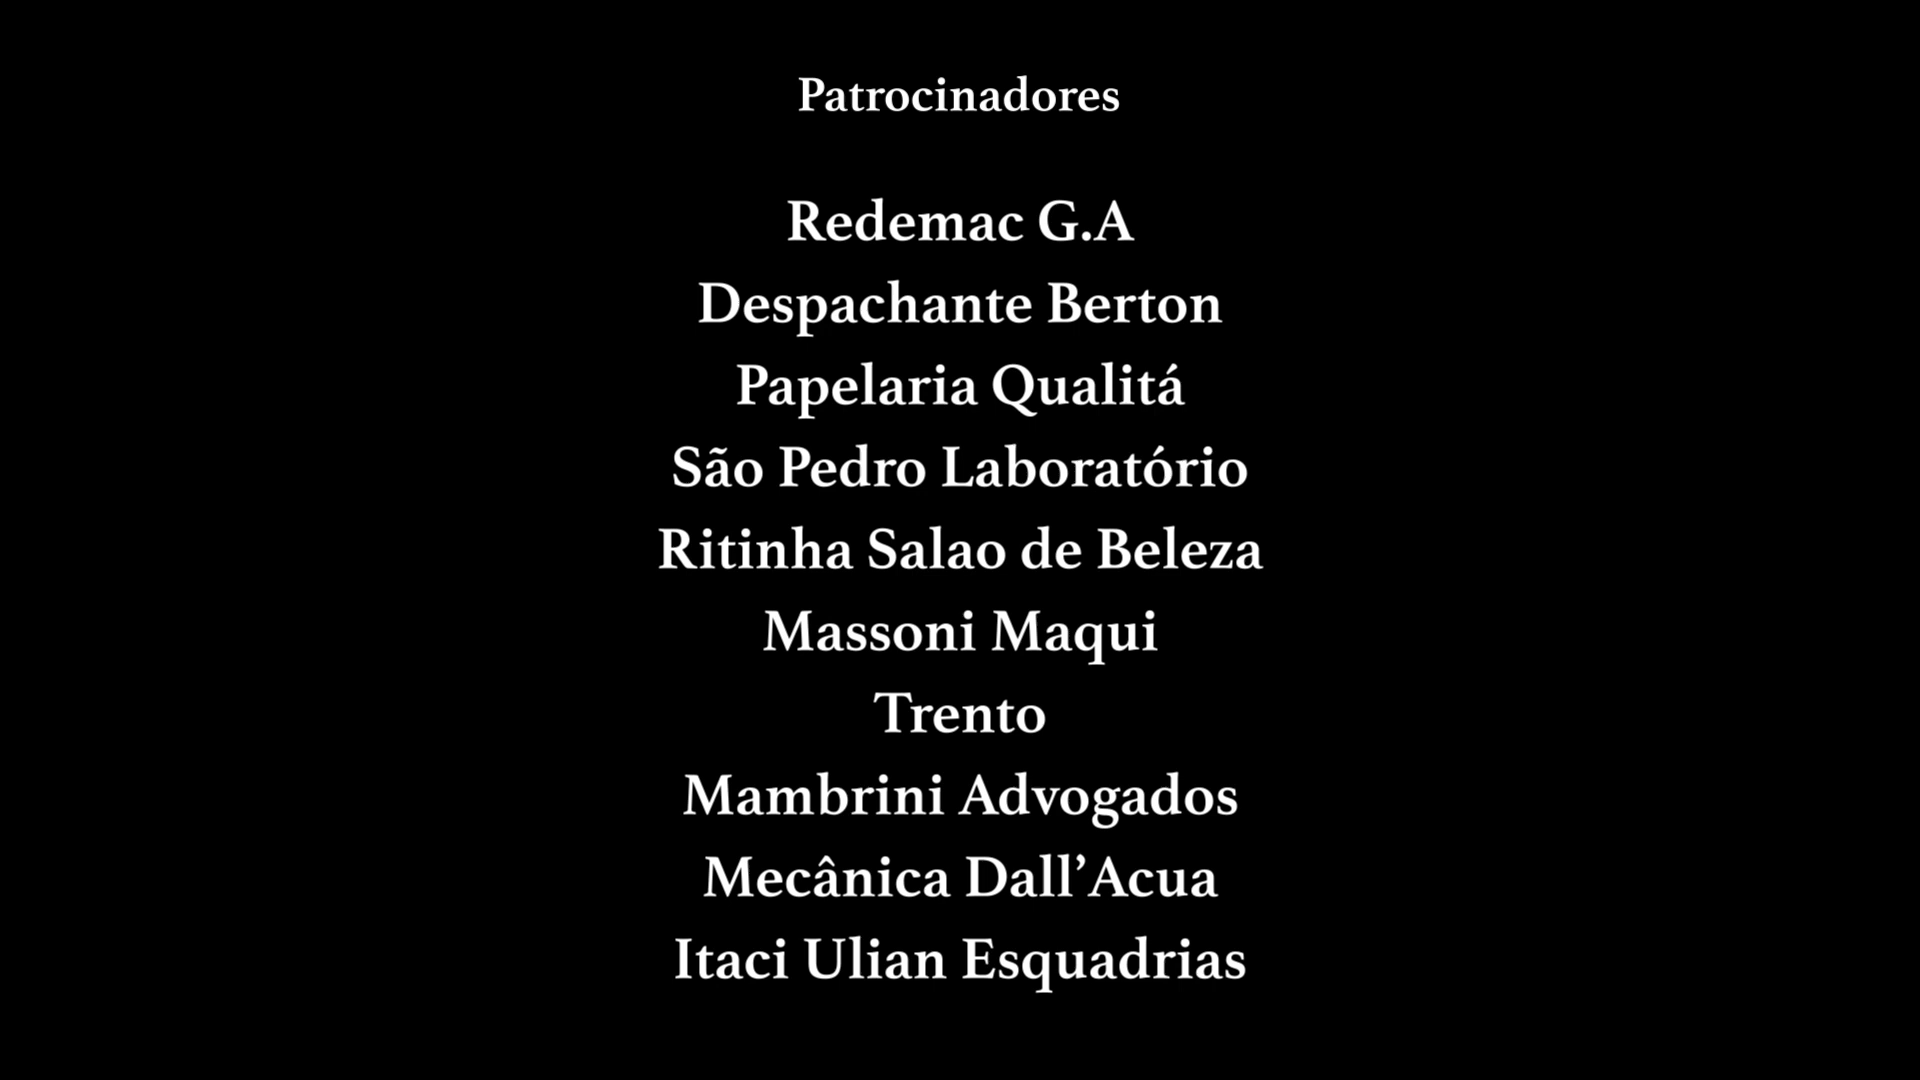 Patrocinadores
Redemac G.A
Despachante Berton
Papelaria Qualitá
São Pedro Laboratório
Ritinha Salao de Beleza
Massoni Maqui
Trento
Mambrini Advogados
Mecânica Dall’Acua
Itaci Ulian Esquadrias